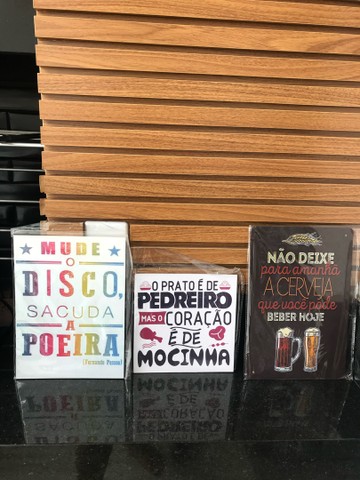 MUDE
O
DISCO,
SACUDA
A
POEIRA
(Fernando Pessoa)
O PRATO É DE
PEDREIRO
MAS O CORAÇÃO
É DE
MOCINHA
NÃO DEIXE
para amanhã
A CERVEJA
que você pode
BEBER HOJE